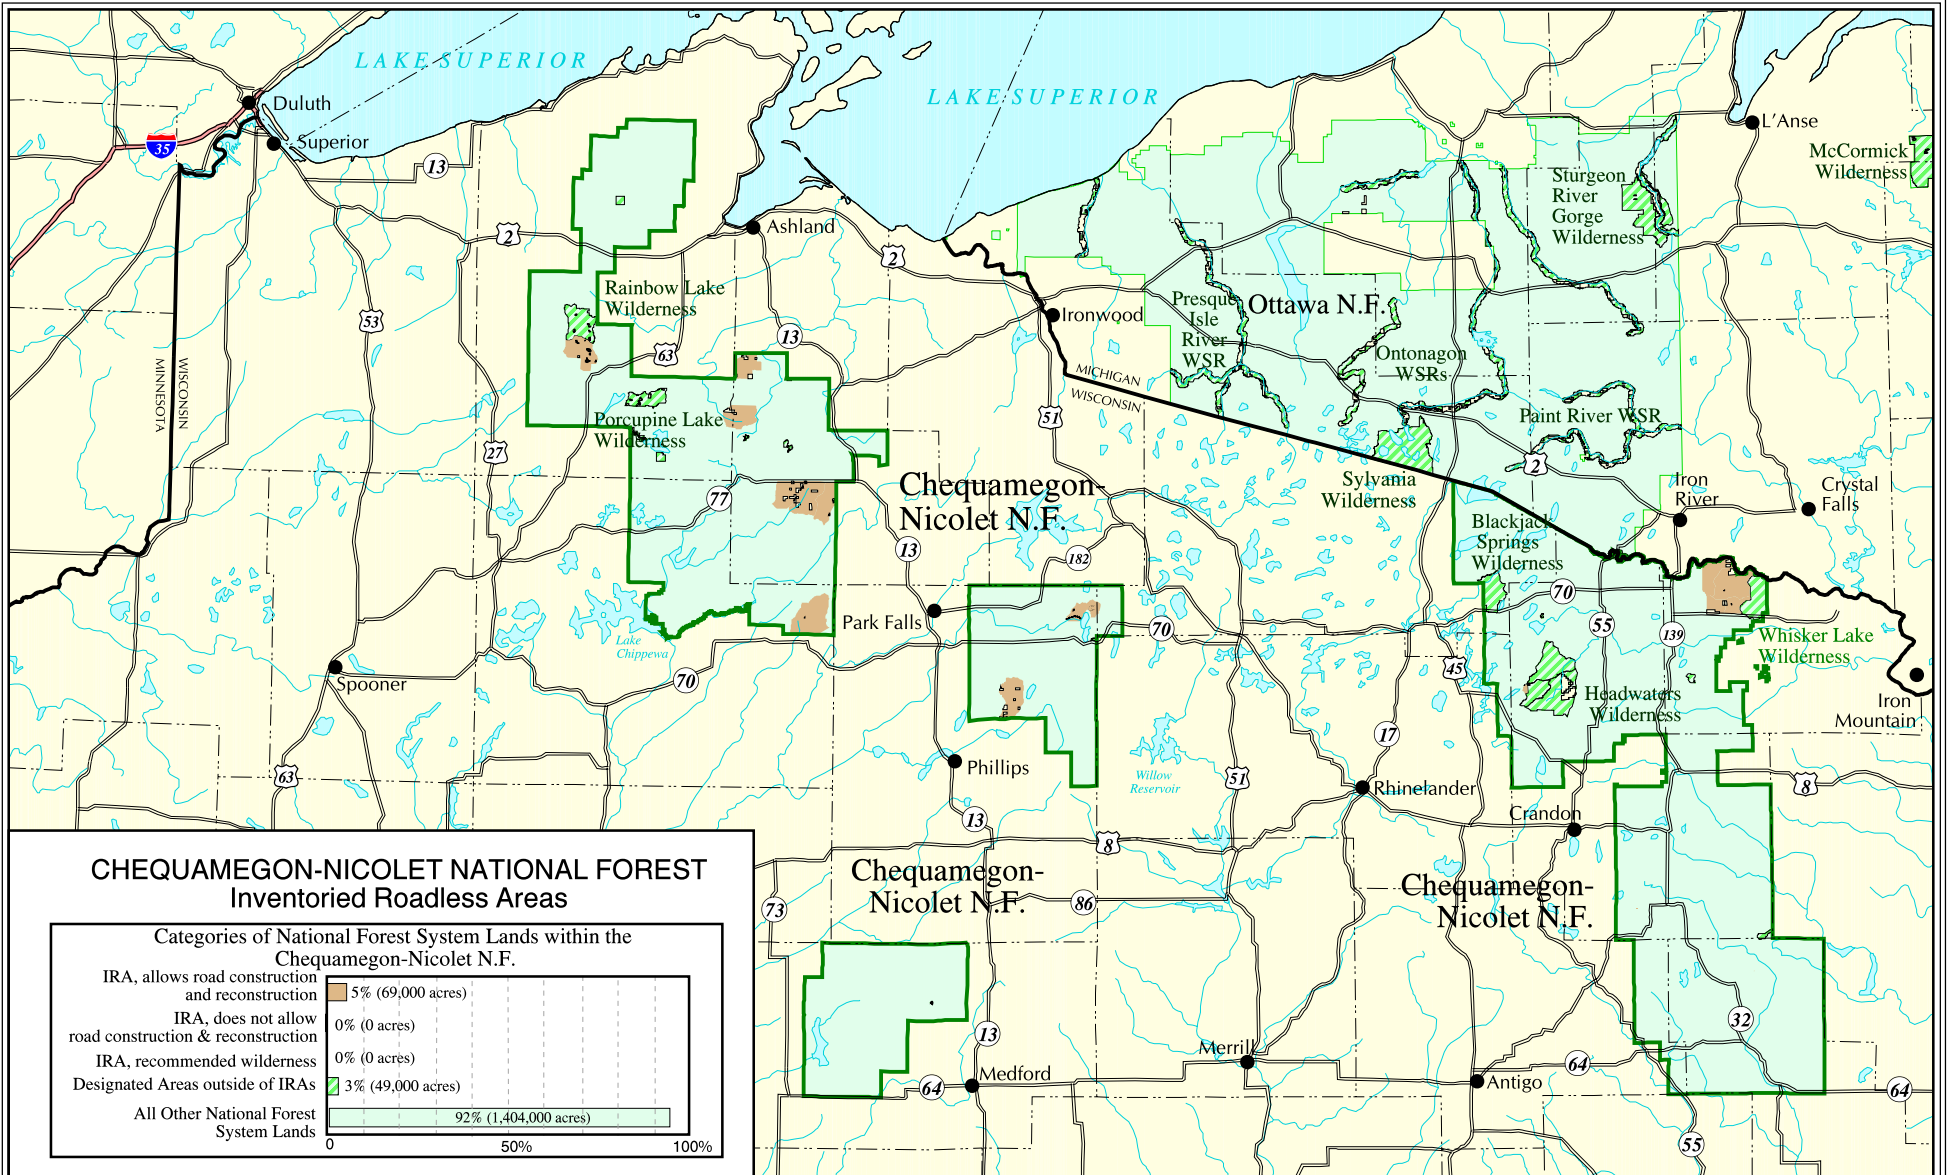 LAKE SUPERIOR
LAKE SUPERIOR
Duluth
Superior
35
13
2
Ashland
2
L'Anse
McCormick
Wilderness
Sturgeon
River
Gorge
Wilderness
Rainbow Lake
Wilderness
53
63
13
Ironwood
Presque
Isle
River
WSR
Ottawa N.F.
Ontonagon
WSRs
MICHIGAN
WISCONSIN
WISCONSIN
MINNESOTA
51
Porcupine Lake
Wilderness
Paint River WSR
27
77
2
Sylvania
Wilderness
Iron
River
Crystal
Falls
Chequamegon-
Nicolet N.F.
Blackjack
Springs
Wilderness
13
182
70
Park Falls
70
55
139
Lake
Chippewa
Whisker Lake
Wilderness
Spooner
70
45
Headwaters
Wilderness
Iron
Mountain
17
63
Phillips
Willow
Reservoir
51
Rhinelander
8
13
Crandon
8
Chequamegon-
Nicolet N.F.
Chequamegon-
Nicolet N.F.
73
86
32
13
Merrill
Medford
64
64
Antigo
64
55
CHEQUAMEGON-NICOLET NATIONAL FOREST
Inventoried Roadless Areas
Categories of National Forest System Lands within the
Chequamegon-Nicolet N.F.
IRA, allows road construction
and reconstruction
5% (69,000 acres)
IRA, does not allow
road construction & reconstruction
0% (0 acres)
IRA, recommended wilderness
0% (0 acres)
Designated Areas outside of IRAs
3% (49,000 acres)
All Other National Forest
System Lands
92% (1,404,000 acres)
0
50%
100%